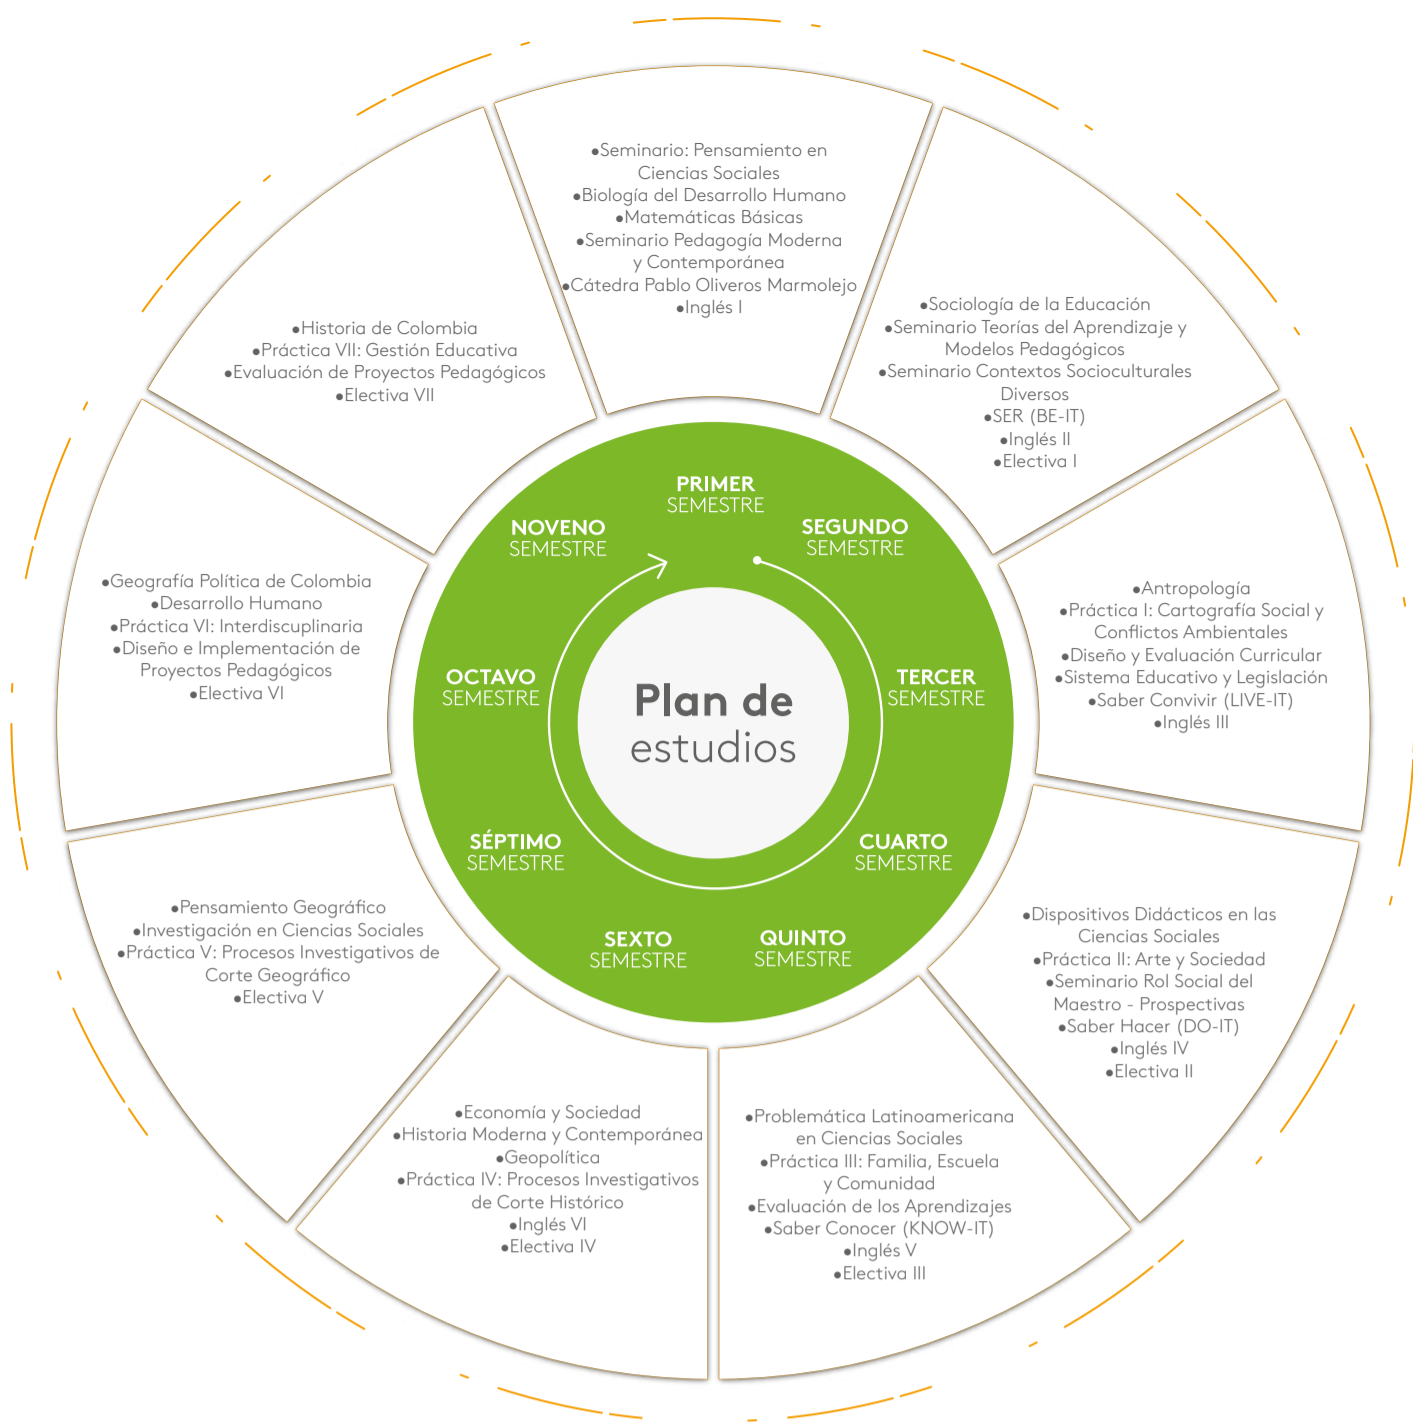 ●Seminario: Pensamiento en
Ciencias Sociales
●Biología del Desarrollo Humano
●Matemáticas Básicas
●Seminario Pedagogía Moderna
y Contemporánea
●Cátedra Pablo Oliveros Marmolejo
●Inglés I
●Sociología de la Educación
●Seminario Teorías del Aprendizaje y
Modelos Pedagógicos
●Seminario Contextos Socioculturales
Diversos
●SER (BE-IT)
●Inglés II
●Electiva I
●Antropología
●Práctica I: Cartografía Social y
Conflictos Ambientales
●Diseño y Evaluación Curricular
●Sistema Educativo y Legislación
●Saber Convivir (LIVE-IT)
●Inglés III
●Dispositivos Didácticos en las
Ciencias Sociales
●Práctica II: Arte y Sociedad
●Seminario Rol Social del
Maestro - Prospectivas
●Saber Hacer (DO-IT)
●Inglés IV
●Electiva II
●Problemática Latinoamericana
en Ciencias Sociales
●Práctica III: Familia, Escuela
y Comunidad
●Evaluación de los Aprendizajes
●Saber Conocer (KNOW-IT)
●Inglés V
●Electiva III
●Economía y Sociedad
●Historia Moderna y Contemporánea
●Geopolítica
●Práctica IV: Procesos Investigativos
de Corte Histórico
●Inglés VI
●Electiva IV
●Pensamiento Geográfico
●Investigación en Ciencias Sociales
●Práctica V: Procesos Investigativos de
Corte Geográfico
●Electiva V
●Geografía Política de Colombia
●Desarrollo Humano
●Práctica VI: Interdiscuplinaria
●Diseño e Implementación de
Proyectos Pedagógicos
●Electiva VI
●Historia de Colombia
●Práctica VII: Gestión Educativa
●Evaluación de Proyectos Pedagógicos
●Electiva VII
PRIMER
SEMESTRE
SEGUNDO
SEMESTRE
TERCER
SEMESTRE
CUARTO
SEMESTRE
QUINTO
SEMESTRE
SEXTO
SEMESTRE
SÉPTIMO
SEMESTRE
OCTAVO
SEMESTRE
NOVENO
SEMESTRE
Plan de
estudios